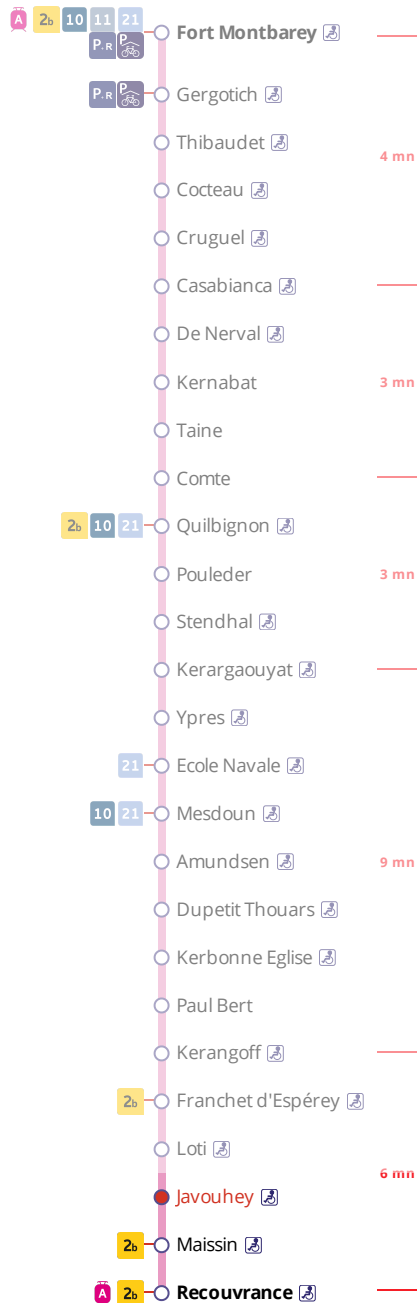 A 2b 10 11 21
P+R P
Fort Montbarey
P+R P Gergotich
Thibaudet
4 mn
Cocteau
Cruguel
Casabianca
De Nerval
Kernabat 3 mn
Taine
Comte
2b 10 21 Quilbignon
Pouleder 3 mn
Stendhal
Kerargaouyat
Ypres
21 Ecole Navale
10 21 Mesdoun
Amundsen 9 mn
Dupetit Thouars
Kerbonne Eglise
Paul Bert
Kerangoff
2b Franchet d'Espérey
Loti
6 mn
Javouhey
2b Maissin
A 2b Recouvrance